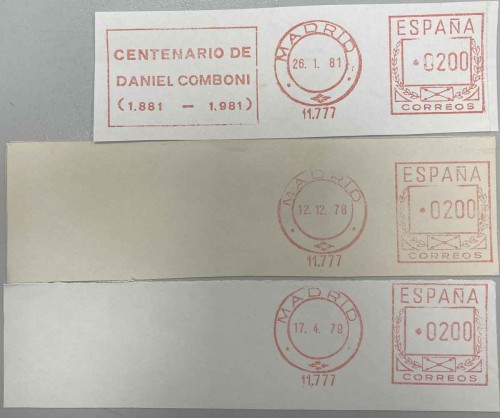 CENTENARIO DE
DANIEL COMBONI
(1.881 — 1.981)
MADRID
26. 1. 81
11.777
ESPAÑA
0200
CORREOS
MADRID
12. 12. 78
11.777
ESPAÑA
0200
CORREOS
MADRID
17. 4. 79
11.777
ESPAÑA
0200
CORREOS